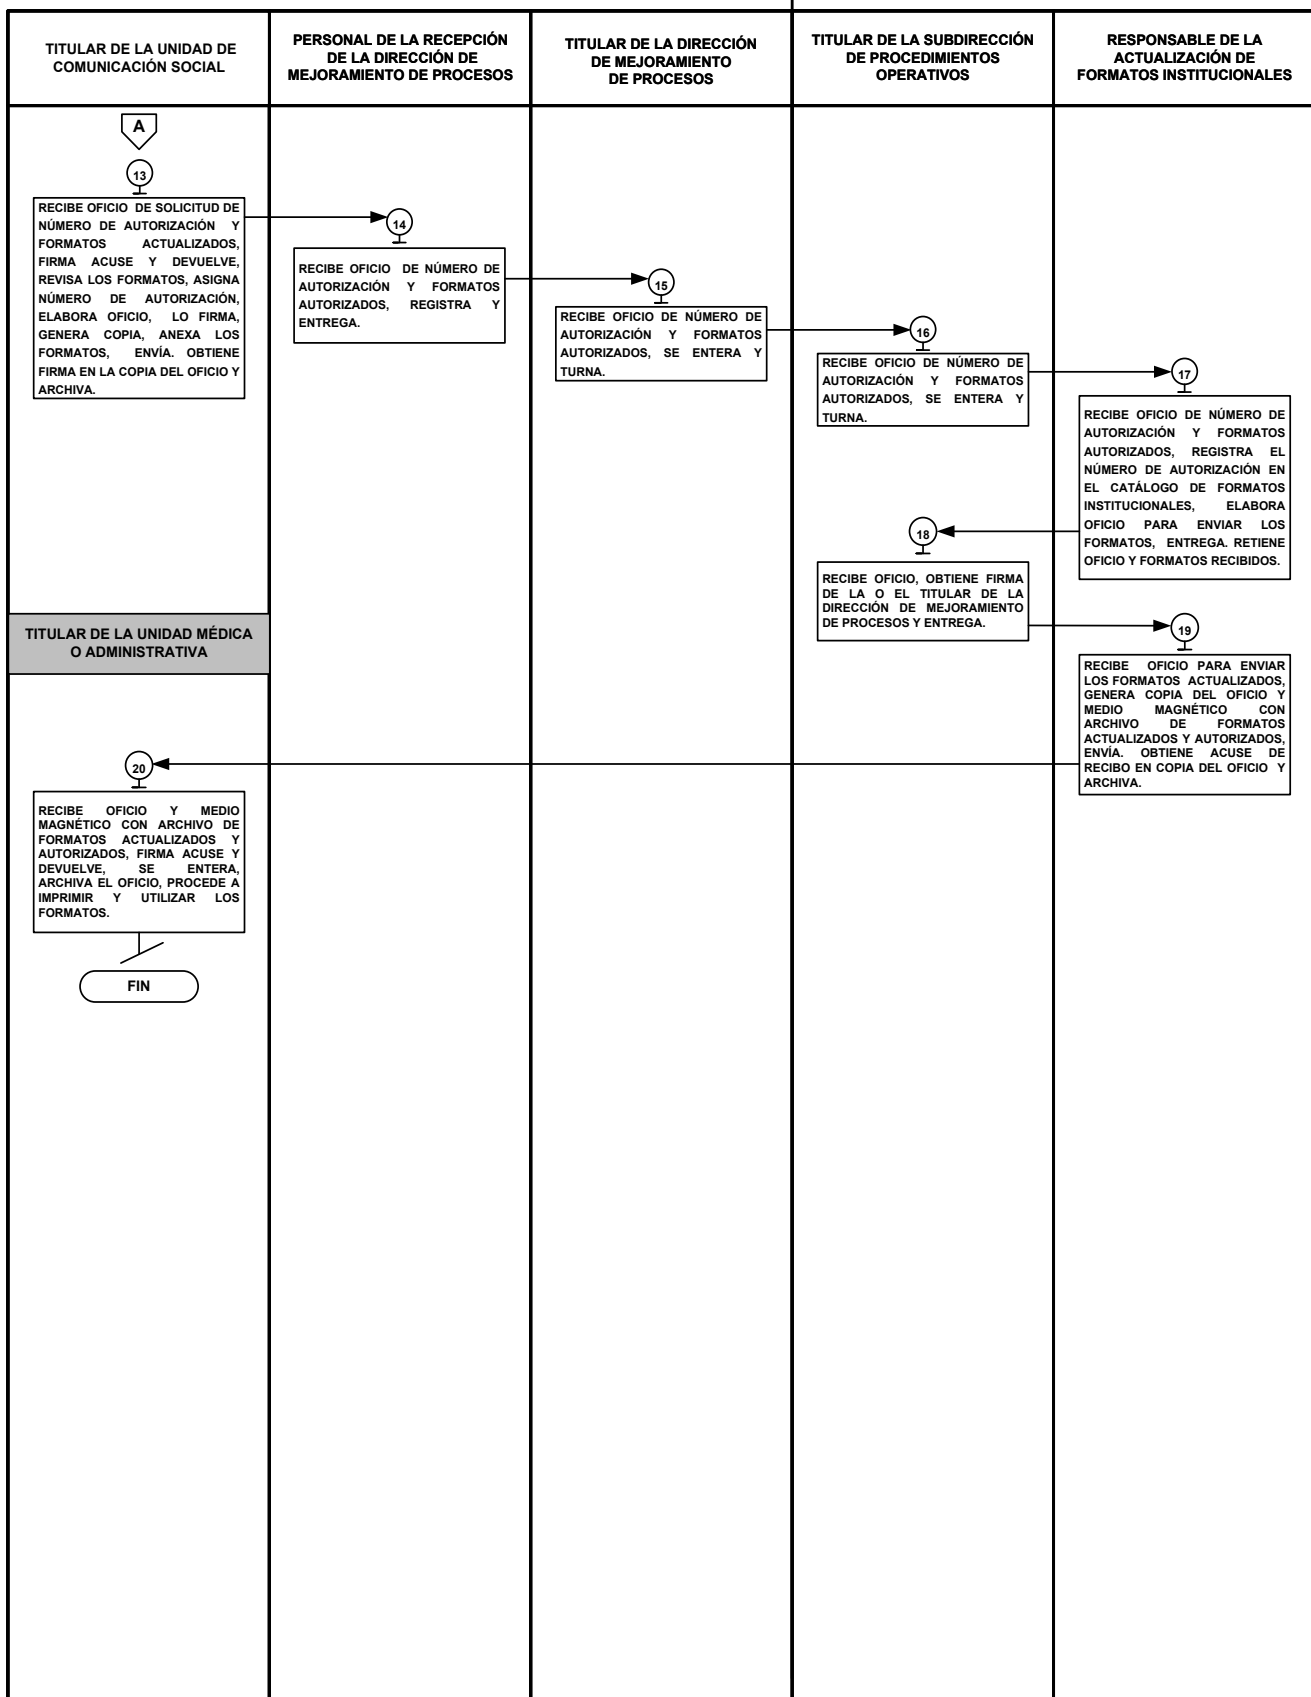 TITULAR DE LA UNIDAD DE
COMUNICACIÓN SOCIAL
PERSONAL DE LA RECEPCIÓN
DE LA DIRECCIÓN DE
MEJORAMIENTO DE PROCESOS
TITULAR DE LA DIRECCIÓN
DE MEJORAMIENTO
DE PROCESOS
TITULAR DE LA SUBDIRECCIÓN
DE PROCEDIMIENTOS
OPERATIVOS
RESPONSABLE DE LA
ACTUALIZACIÓN DE
FORMATOS INSTITUCIONALES
A
13
RECIBE OFICIO DE SOLICITUD DE
NÚMERO DE AUTORIZACIÓN Y
FORMATOS ACTUALIZADOS,
FIRMA ACUSE Y DEVUELVE,
REVISA LOS FORMATOS, ASIGNA
NÚMERO DE AUTORIZACIÓN,
ELABORA OFICIO, LO FIRMA,
GENERA COPIA, ANEXA LOS
FORMATOS, ENVÍA. OBTIENE
FIRMA EN LA COPIA DEL OFICIO Y
ARCHIVA.
14
RECIBE OFICIO DE NÚMERO DE
AUTORIZACIÓN Y FORMATOS
AUTORIZADOS, REGISTRA Y
ENTREGA.
15
RECIBE OFICIO DE NÚMERO DE
AUTORIZACIÓN Y FORMATOS
AUTORIZADOS, SE ENTERA Y
TURNA.
16
RECIBE OFICIO DE NÚMERO DE
AUTORIZACIÓN Y FORMATOS
AUTORIZADOS, SE ENTERA Y
TURNA.
17
RECIBE OFICIO DE NÚMERO DE
AUTORIZACIÓN Y FORMATOS
AUTORIZADOS, REGISTRA EL
NÚMERO DE AUTORIZACIÓN EN
EL CATÁLOGO DE FORMATOS
INSTITUCIONALES, ELABORA
OFICIO PARA ENVIAR LOS
FORMATOS, ENTREGA. RETIENE
OFICIO Y FORMATOS RECIBIDOS.
18
RECIBE OFICIO, OBTIENE FIRMA
DE LA O EL TITULAR DE LA
DIRECCIÓN DE MEJORAMIENTO
DE PROCESOS Y ENTREGA.
19
RECIBE OFICIO PARA ENVIAR
LOS FORMATOS ACTUALIZADOS,
GENERA COPIA DEL OFICIO Y
MEDIO MAGNÉTICO CON
ARCHIVO DE FORMATOS
ACTUALIZADOS Y AUTORIZADOS,
ENVÍA. OBTIENE ACUSE DE
RECIBO EN COPIA DEL OFICIO Y
ARCHIVA.
TITULAR DE LA UNIDAD MÉDICA
O ADMINISTRATIVA
20
RECIBE OFICIO Y MEDIO
MAGNÉTICO CON ARCHIVO DE
FORMATOS ACTUALIZADOS Y
AUTORIZADOS, FIRMA ACUSE Y
DEVUELVE, SE ENTERA,
ARCHIVA EL OFICIO, PROCEDE A
IMPRIMIR Y UTILIZAR LOS
FORMATOS.
FIN